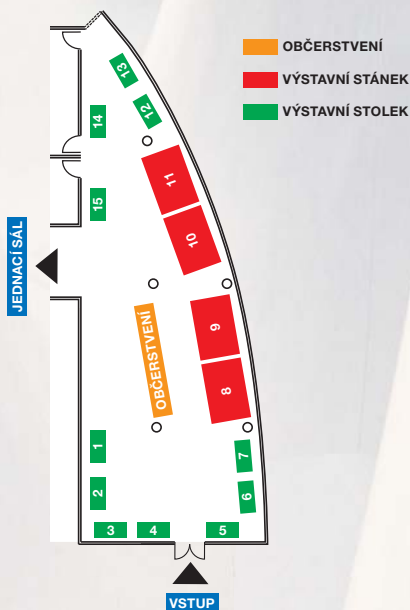 OBČERSTVENÍ
VÝSTAVNÍ STÁNEK
VÝSTAVNÍ STOLEK
13
12
14
11
15
10
JEDNACÍ SÁL
OBČERSTVENÍ
9
8
1
7
2
6
3
4
5
VSTUP